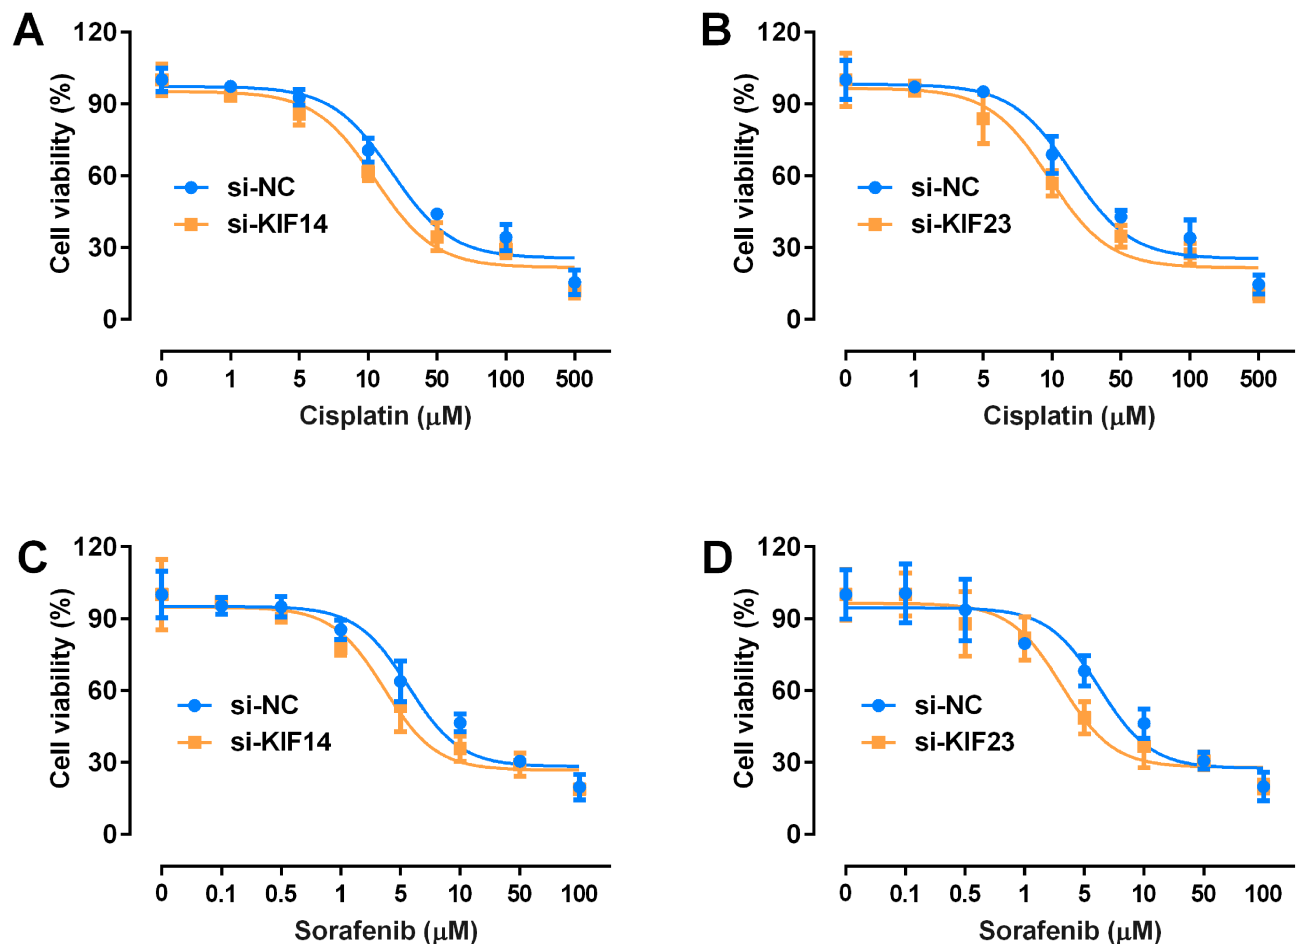 A
Cell viability (%)
120
90
60
30
0
si-NC
si-KIF14
0 1 5 10 50 100 500
Cisplatin (μM)
B
Cell viability (%)
120
90
60
30
0
si-NC
si-KIF23
0 1 5 10 50 100 500
Cisplatin (μM)
C
Cell viability (%)
120
90
60
30
0
si-NC
si-KIF14
0 0.1 0.5 1 5 10 50 100
Sorafenib (μM)
D
Cell viability (%)
120
90
60
30
0
si-NC
si-KIF23
0 0.1 0.5 1 5 10 50 100
Sorafenib (μM)